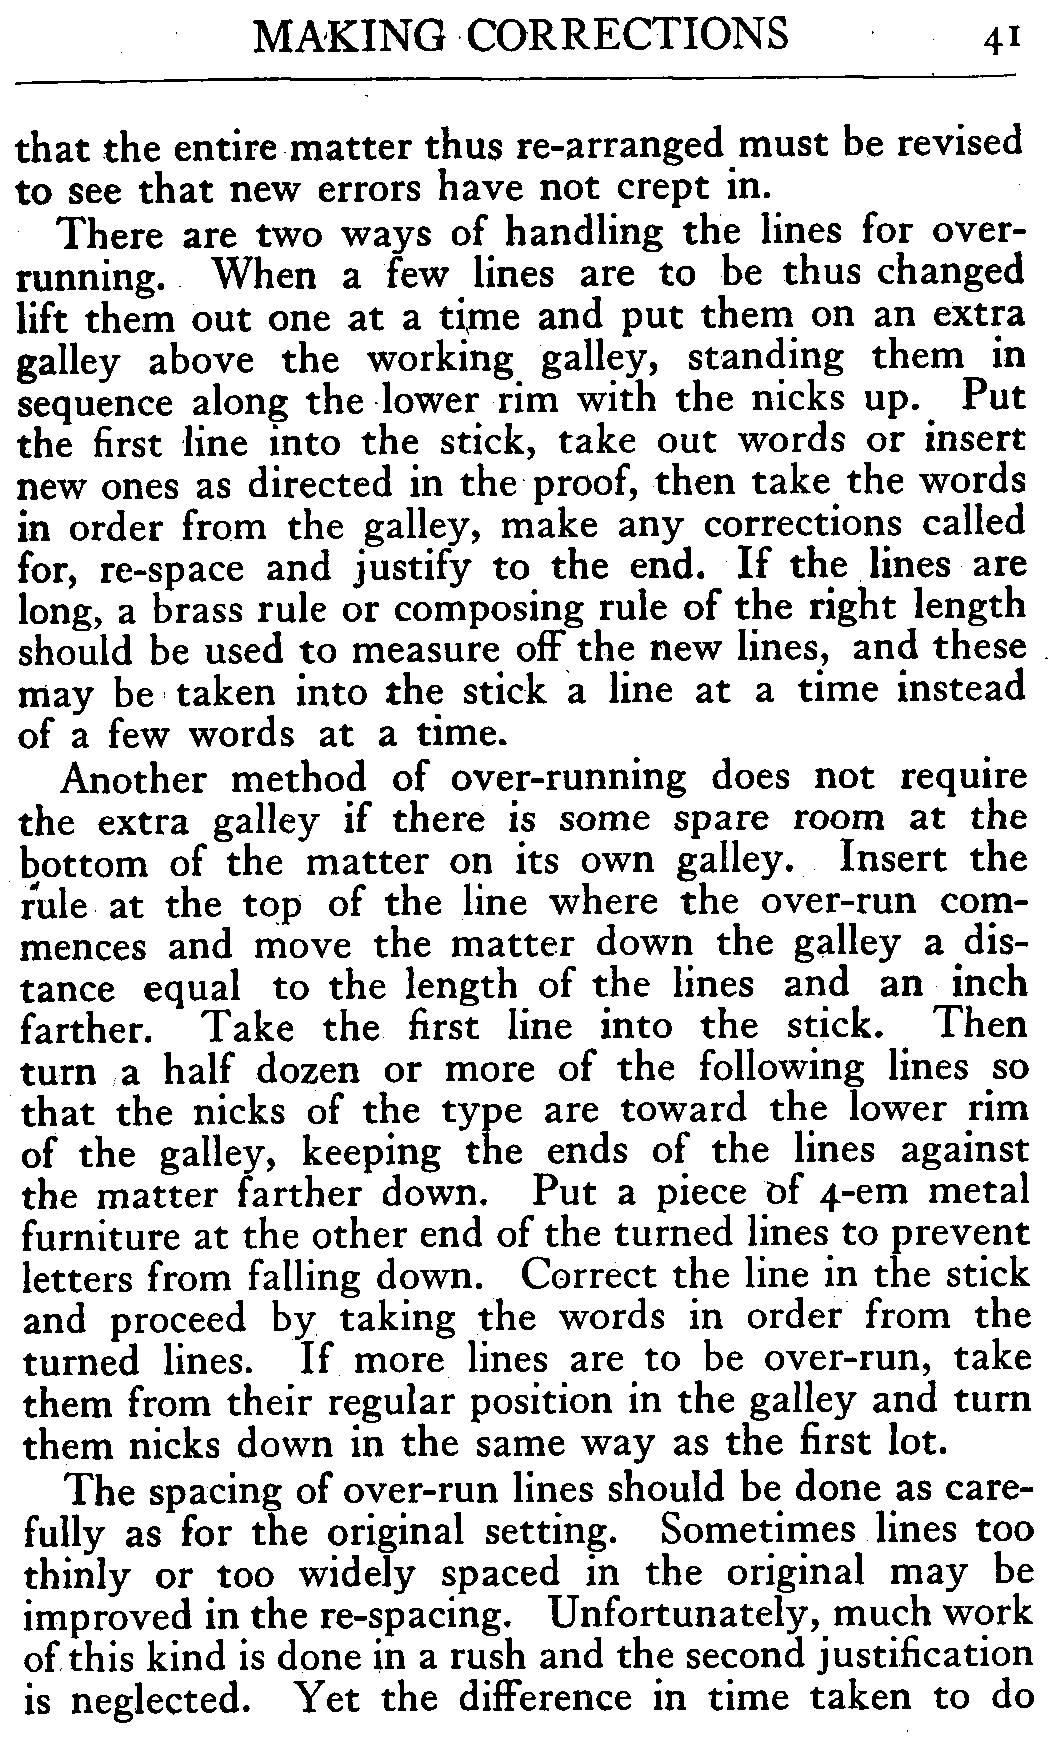 MAKING CORRECTIONS 41
that the entire matter thus re-arranged must be revised
to see that new errors have not crept in.
There are two ways of handling the lines for over-
running. When a few lines are to be thus changed
lift them out one at a time and put them on an extra
galley above the working galley, standing them in
sequence along the lower rim with the nicks up. Put
the first line into the stick, take out words or insert
new ones as directed in the proof, then take the words
in order from the galley, make any corrections called
for, re-space and justify to the end. If the lines are
long, a brass rule or composing rule of the right length
should be used to measure off the new lines, and these
may be taken into the stick a line at a time instead
of a few words at a time.
Another method of over-running does not require
the extra galley if there is some spare room at the
bottom of the matter on its own galley. Insert the
rule at the top of the line where the over-run com-
mences and move the matter down the galley a dis-
tance equal to the length of the lines and an inch
farther. Take the first line into the stick. Then
turn a half dozen or more of the following lines so
that the nicks of the type are toward the lower rim
of the galley, keeping the ends of the lines against
the matter farther down. Put a piece of 4-em metal
furniture at the other end of the turned lines to prevent
letters from falling down. Correct the line in the stick
and proceed by taking the words in order from the
turned lines. If more lines are to be over-run, take
them from their regular position in the galley and turn
them nicks down in the same way as the first lot.
The spacing of over-run lines should be done as care-
fully as for the original setting. Sometimes lines too
thinly or too widely spaced in the original may be
improved in the re-spacing. Unfortunately, much work
of this kind is done in a rush and the second justification
is neglected. Yet the difference in time taken to do